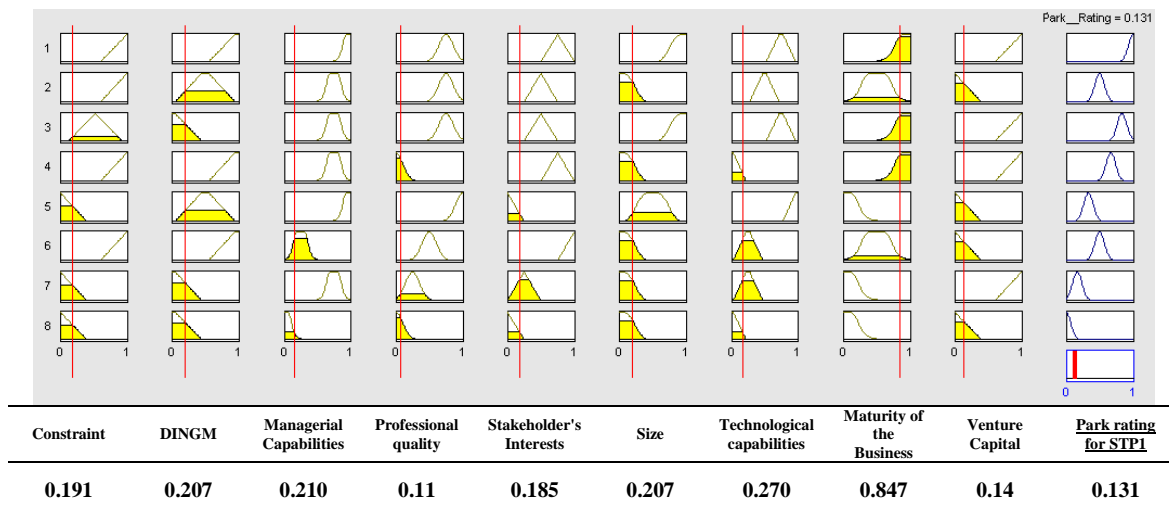 Park__Rating = 0.131
1
2
3
4
5
6
7
8
0 1 0 1 0 1 0 1 0 1 0 1 0 1 0 1 0 1
0 1
Constraint DINGM Managerial Capabilities Professional quality Stakeholder's Interests Size Technological capabilities Maturity of the Business Venture Capital Park rating for STP1
0.191 0.207 0.210 0.11 0.185 0.207 0.270 0.847 0.14 0.131